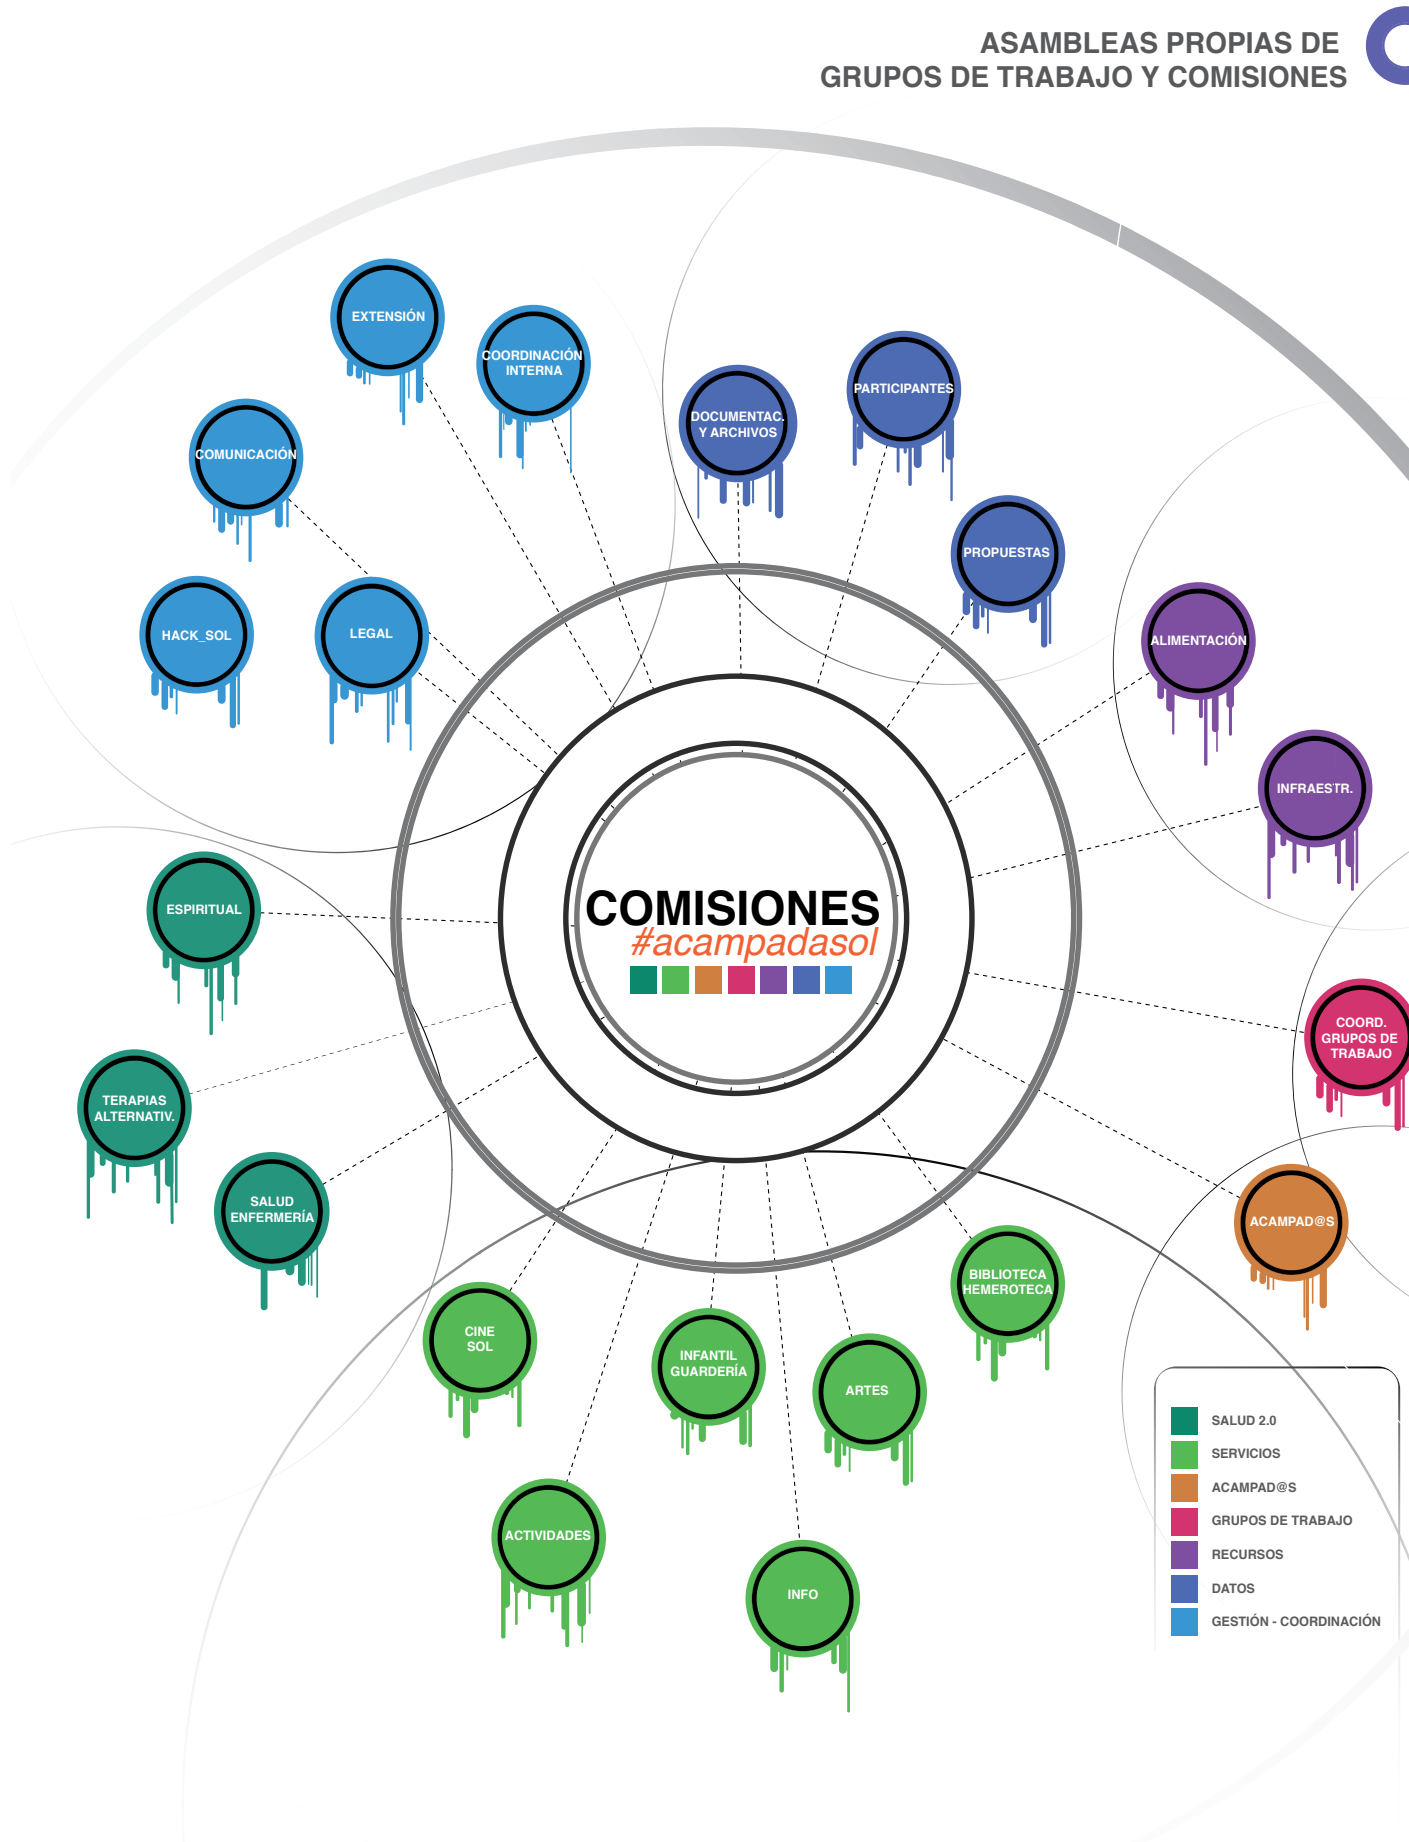 ASAMBLEAS PROPIAS DE
GRUPOS DE TRABAJO Y COMISIONES
EXTENSIÓN
COORDINACIÓN
INTERNA
DOCUMENTAC.
Y ARCHIVOS
PARTICIPANTES
COMUNICACIÓN
PROPUESTAS
HACK_SOL
LEGAL
ALIMENTACIÓN
INFRAESTR.
ESPIRITUAL
COMISIONES
#acampadasol
COORD.
GRUPOS DE
TRABAJO
TERAPIAS
ALTERNATIV.
SALUD
ENFERMERÍA
ACAMPAD@S
BIBLIOTECA
HEMEROTECA
CINE
SOL
INFANTIL
GUARDERÍA
ARTES
ACTIVIDADES
INFO
SALUD 2.0
SERVICIOS
ACAMPAD@S
GRUPOS DE TRABAJO
RECURSOS
DATOS
GESTIÓN - COORDINACIÓN